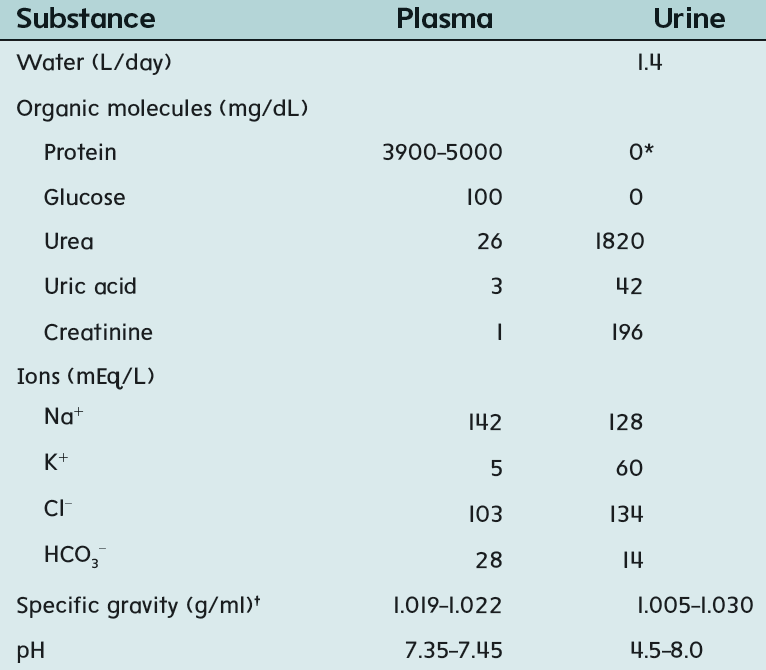 Substance Plasma Urine
Water (L/day) 1.4
Organic molecules (mg/dL)
Protein 3900–5000 0*
Glucose 100 0
Urea 26 1820
Uric acid 3 42
Creatinine 1 196
Ions (mEq/L)
Na⁺ 142 128
K⁺ 5 60
Cl⁻ 103 134
HCO₃⁻ 28 14
Specific gravity (g/ml)† 1.019–1.022 1.005–1.030
pH 7.35–7.45 4.5–8.0